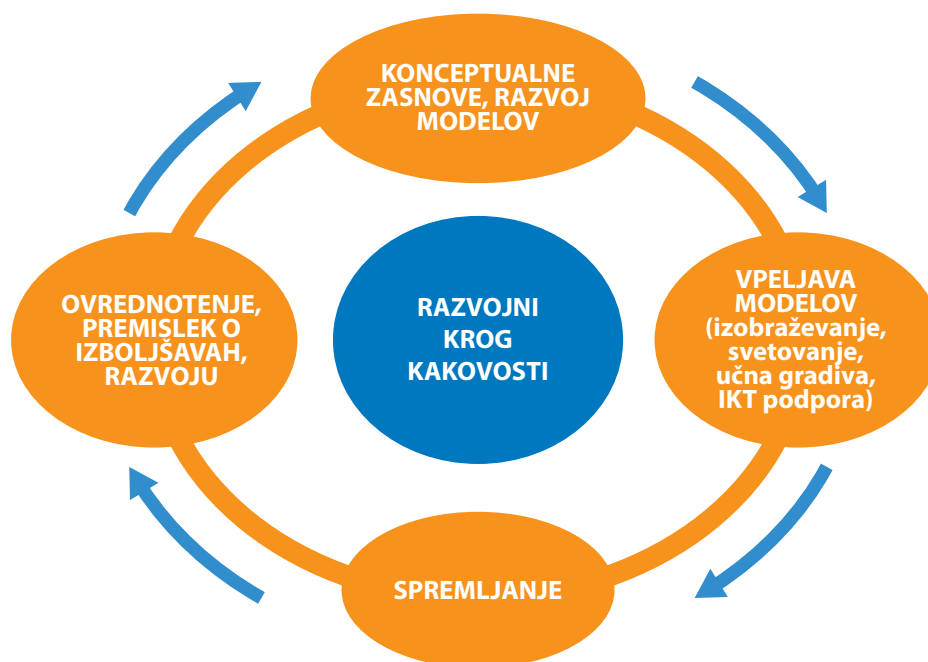 KONCEPTUALNE
ZASNOVE, RAZVOJ
MODELOV
VPELJAVA
MODELOV
(izobraževanje,
svetovanje,
učna gradiva,
IKT podpora)
SPREMLJANJE
OVREDNOTENJE,
PREMISLEK O
IZBOLJŠAVAH,
RAZVOJU
RAZVOJNI
KROG
KAKOVOSTI